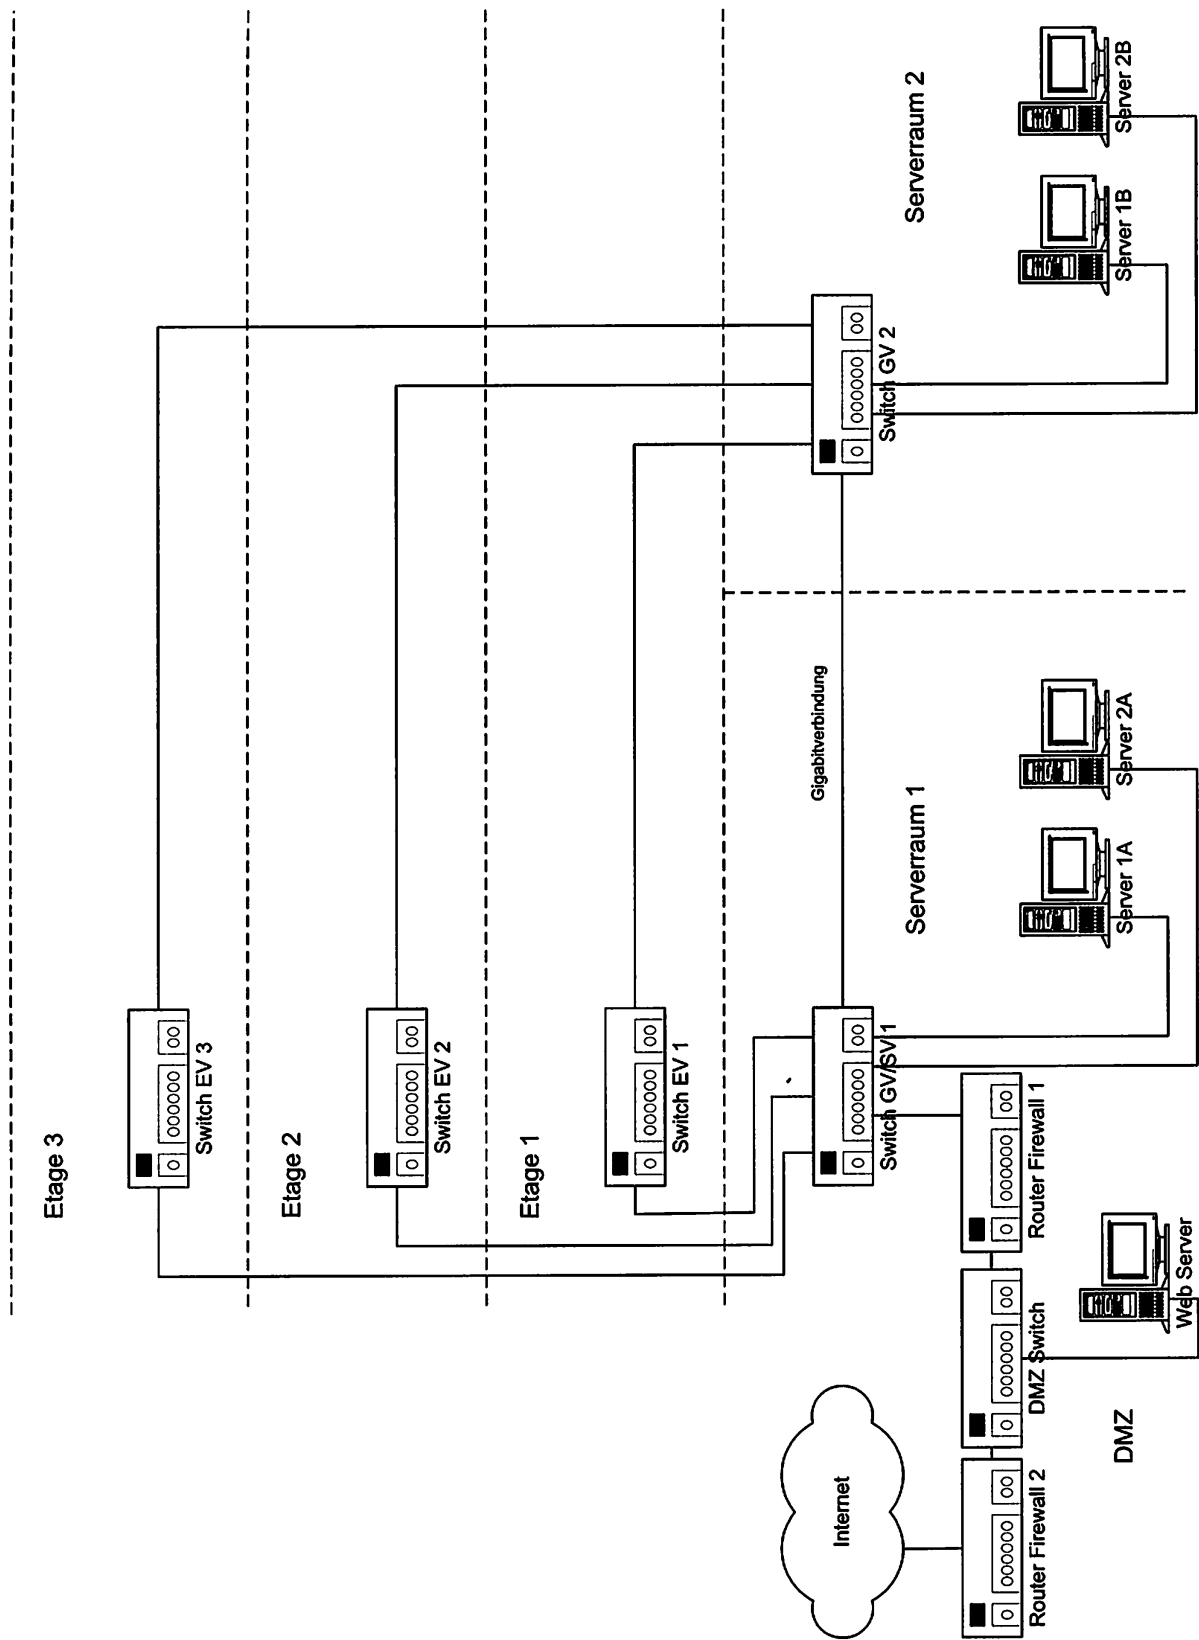 Etage 3
Switch EV 3
Etage 2
Switch EV 2
Etage 1
Switch EV 1
Gigabitverbindung
Switch GV/SV 1
Switch GV 2
Serverraum 1
Serverraum 2
Server 1A
Server 2A
Server 1B
Server 2B
Internet
Router Firewall 2
DMZ Switch
Router Firewall 1
DMZ
Web Server